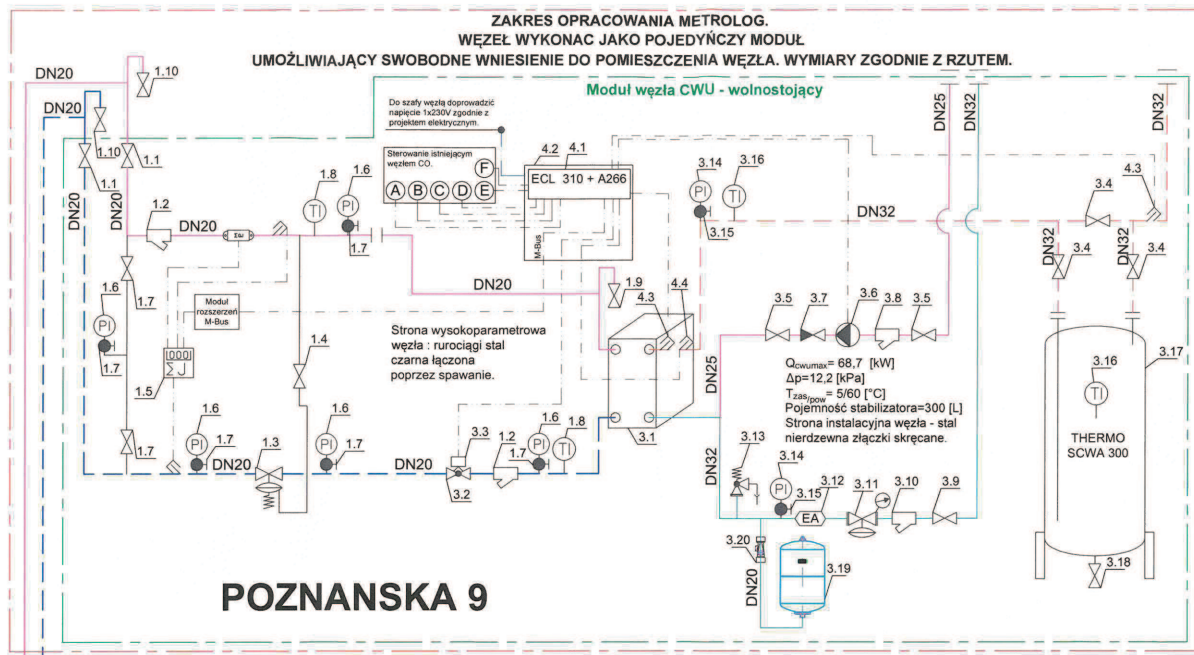 ZAKRES OPRACOWANIA METROLOG.
WĘZEŁ WYKONAC JAKO POJEDYŃCZY MODUŁ
UMOŻLIWIAJĄCY SWOBODNE WNIESIENIE DO POMIESZCZENIA WĘZŁA. WYMIARY ZGODNIE Z RZUTEM.
Moduł węzła CWU - wolnostojący
DN20
1.10
DN20
1.10
1.1
1.1
DN20
DN20
1.2
DN20
Σω
1.8
TI
1.6
PI
1.7
Do szafy węzłą doprowadzić
napięcie 1x230V zgodnie z
projektem elektrycznym.
Sterowanie istniejącym
węzłem CO.
F
A B C D E
4.2
4.1
ECL 310 + A266
M-Bus
3.14
PI
3.15
3.16
TI
DN25
DN32
DN32
4.3
3.4
DN32
DN32
DN32
3.4
3.4
1.7
1.6
PI
1.7
Moduł
rozszerzeń
M-Bus
000
Σ J
1.5
1.4
Strona wysokoparametrowa
węzła : rurociągi stal
czarna łączona
poprzez spawanie.
DN20
1.9
4.3
4.4
3.1
3.5
3.7
3.6
3.8
3.5
DN25
Qcwumax= 68,7 [kW]
Δp=12,2 [kPa]
Tzas/pow= 5/60 [°C]
Pojemność stabilizatora=300 [L]
Strona instalacyjna węzła - stal
nierdzewna złączki skręcane.
3.16
TI
3.17
THERMO
SCWA 300
3.18
1.7
1.6
PI
1.7
DN20
1.3
1.6
PI
1.7
DN20
3.3
3.2
1.2
1.6
PI
1.7
1.8
TI
DN20
DN32
3.13
3.14
PI
3.15
3.12
EA
3.11
3.10
3.9
3.20
DN20
3.19
POZNANSKA 9